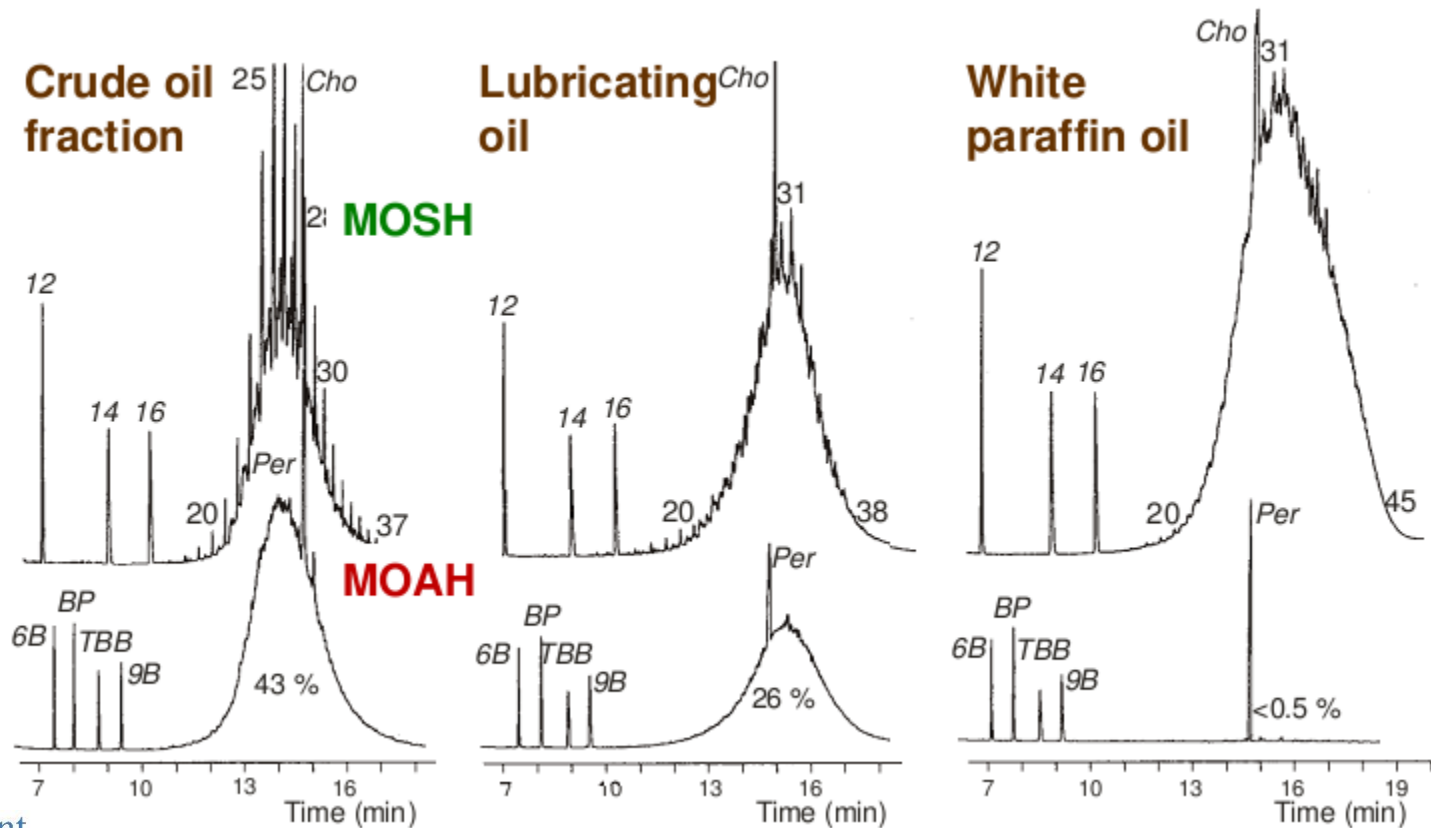 Crude oil
fraction
25
Cho
MOSH
28
12
14
16
20
Per
30
37
MOAH
BP
6B
TBB
9B
43 %
7
10
13
16
Time (min)
Lubricating
oil
Cho
31
12
14
16
20
38
Per
BP
6B
TBB
9B
26 %
7
10
13
16
Time (min)
White
paraffin oil
Cho
31
12
14
16
20
45
Per
BP
6B
TBB
9B
<0.5 %
7
10
13
16
19
Time (min)